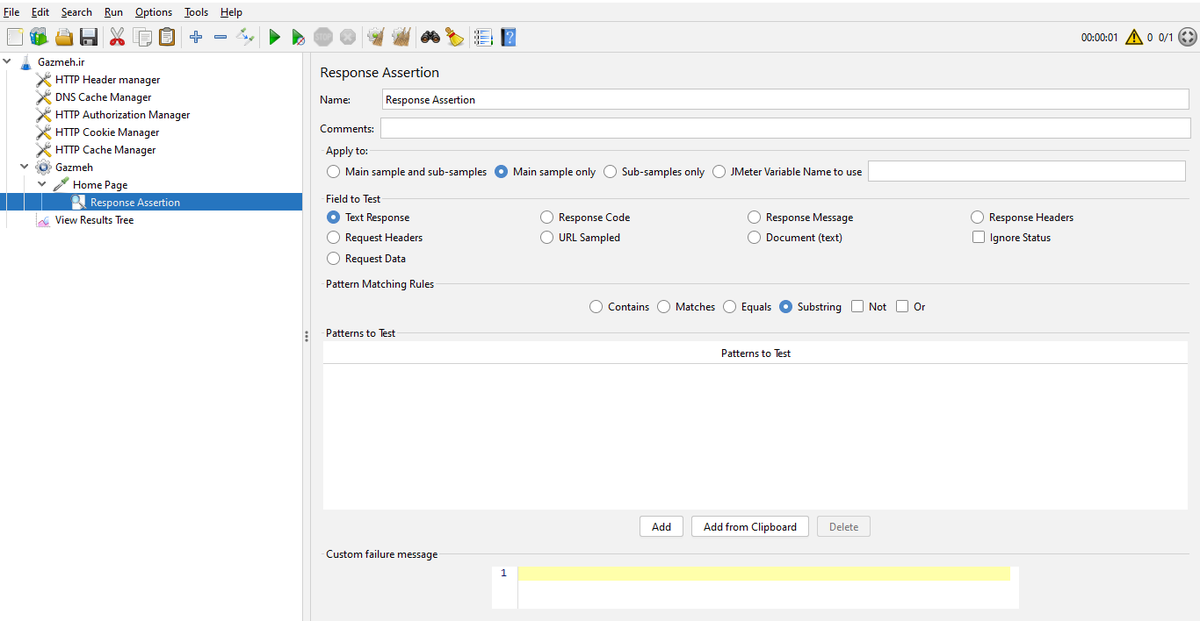 File Edit Search Run Options Tools Help
00:00:01 0 0/1
Gazmeh.ir
HTTP Header manager
DNS Cache Manager
HTTP Authorization Manager
HTTP Cookie Manager
HTTP Cache Manager
Gazmeh
Home Page
Response Assertion
View Results Tree
Response Assertion
Name: Response Assertion
Comments:
Apply to:
Main sample and sub-samples Main sample only Sub-samples only JMeter Variable Name to use
Field to Test
Text Response Response Code Response Message Response Headers
Request Headers URL Sampled Document (text) Ignore Status
Request Data
Pattern Matching Rules
Contains Matches Equals Substring Not Or
Patterns to Test
Patterns to Test
Add Add from Clipboard Delete
Custom failure message
1